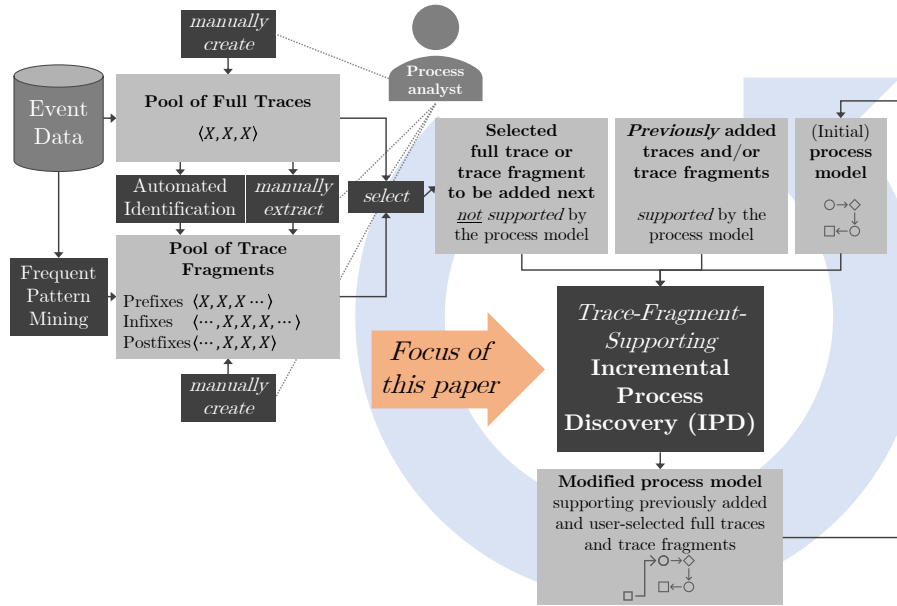 manually
create
Process
analyst
Event
Data
Pool of Full Traces
⟨X, X, X⟩
Automated
Identification
manually
extract
select
Pool of Trace
Fragments
Prefixes ⟨X, X, X ⋯⟩
Infixes ⟨⋯, X, X, X, ⋯⟩
Postfixes ⟨⋯, X, X, X⟩
Frequent
Pattern
Mining
manually
create
Selected
full trace or
trace fragment
to be added next
not supported by
the process model
Previously added
traces and/or
trace fragments
supported by the
process model
(Initial)
process
model
Focus of
this paper
Trace-Fragment-
Supporting
Incremental
Process
Discovery (IPD)
Modified process model
supporting previously added
and user-selected full traces
and trace fragments